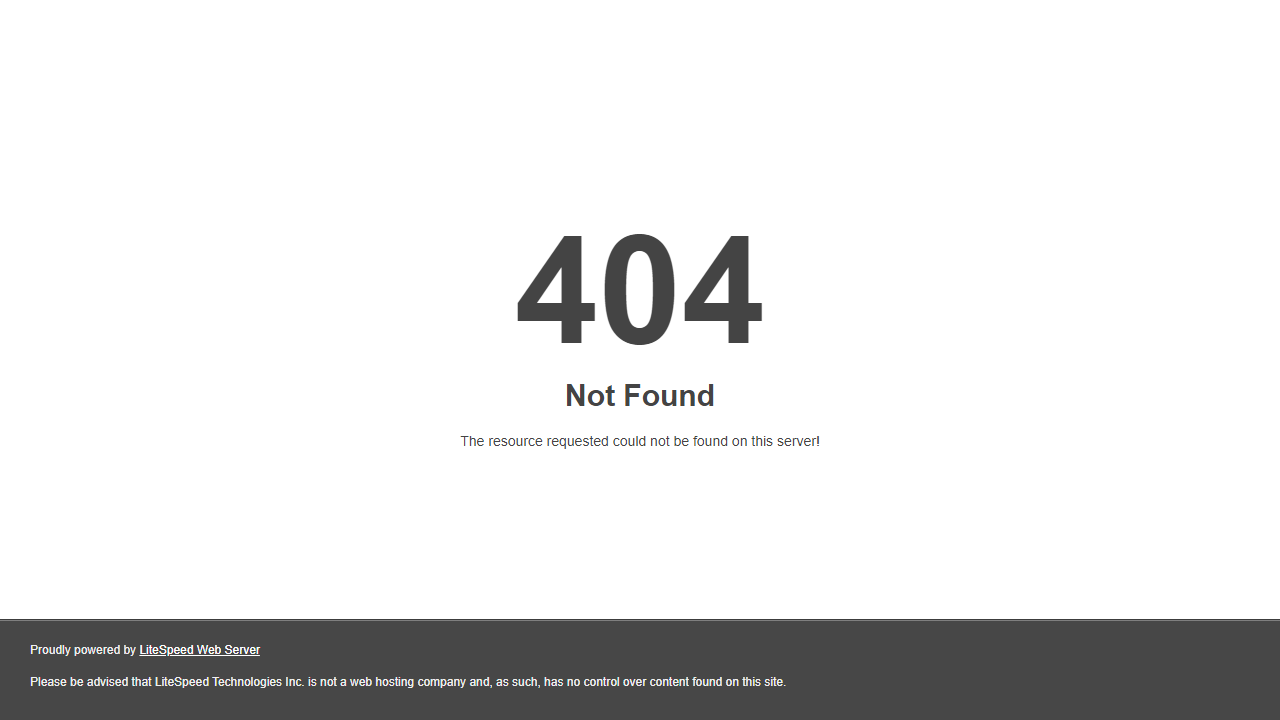 404
Not Found
The resource requested could not be found on this server!
Proudly powered by LiteSpeed Web Server
Please be advised that LiteSpeed Technologies Inc. is not a web hosting company and, as such, has no control over content found on this site.